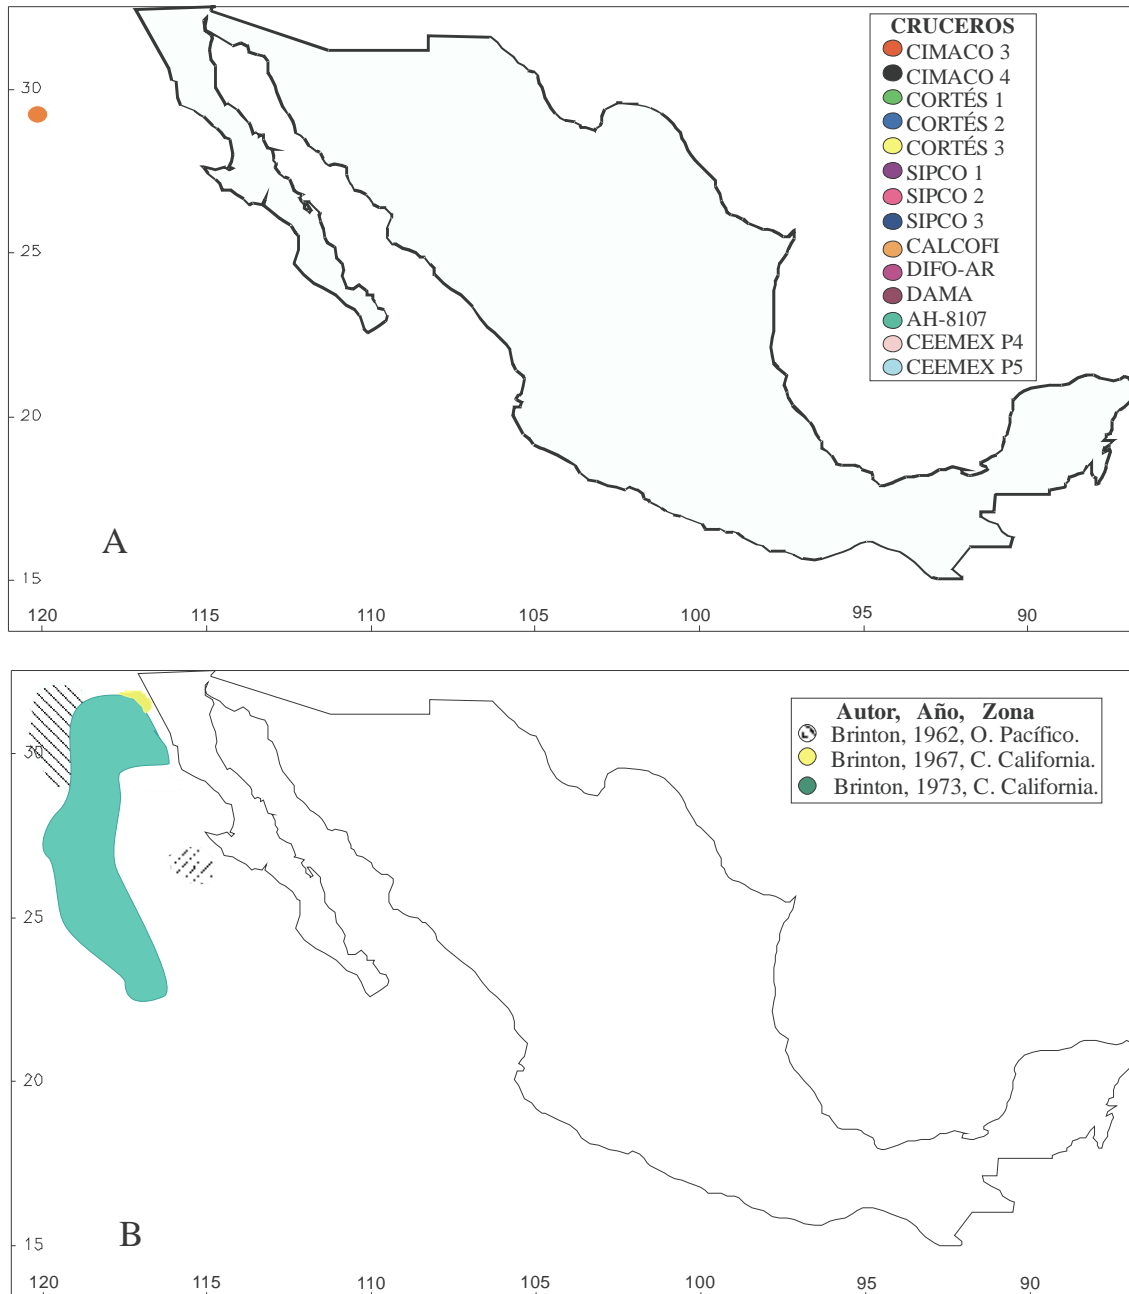 CRUCEROS
CIMACO 3
CIMACO 4
CORTÉS 1
CORTÉS 2
CORTÉS 3
SIPCO 1
SIPCO 2
SIPCO 3
CALCOFI
DIFO-AR
DAMA
AH-8107
CEEMEX P4
CEEMEX P5
30
25
20
15
A
120 115 110 105 100 95 90
Autor, Año, Zona
Brinton, 1962, O. Pacífico.
Brinton, 1967, C. California.
Brinton, 1973, C. California.
30
25
20
15
B
120 115 110 105 100 95 90